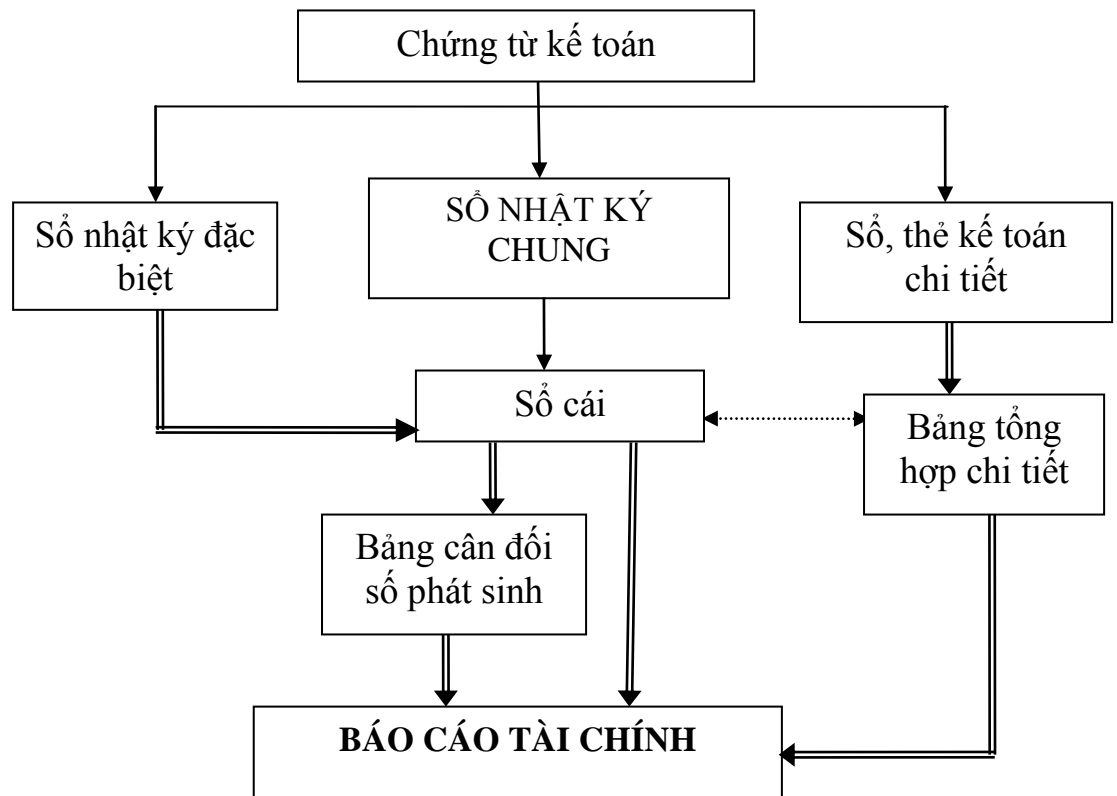 Chứng từ kế toán
Sổ nhật ký đặc
biệt
SỔ NHẬT KÝ
CHUNG
Sổ, thẻ kế toán
chi tiết
Sổ cái
Bảng tổng
hợp chi tiết
Bảng cân đối
số phát sinh
BÁO CÁO TÀI CHÍNH